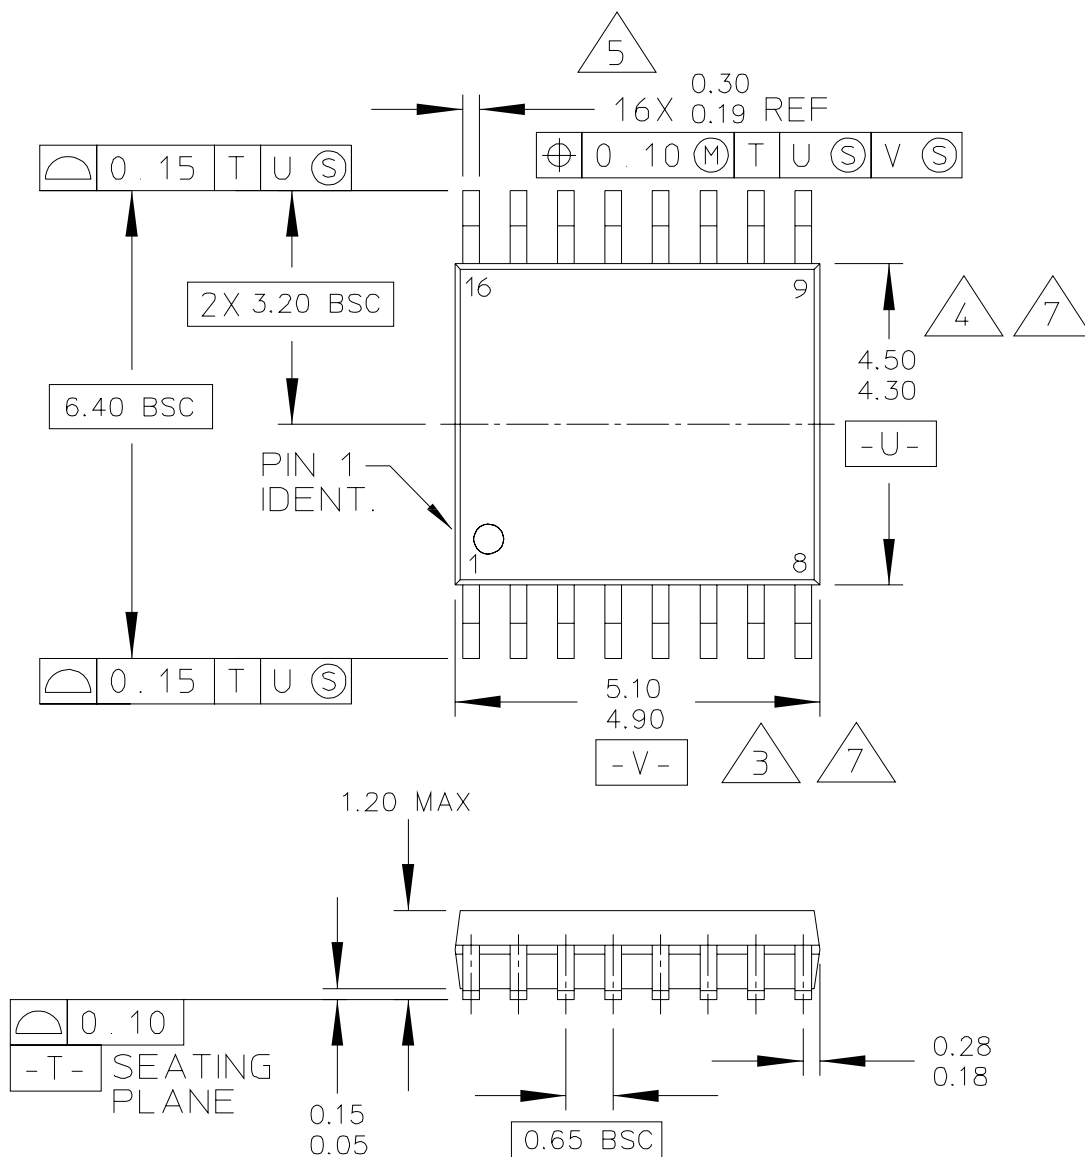 5
0.30
16X 0.19 REF
⌖ 0.10 Ⓜ T U Ⓢ V Ⓢ
⌓ 0.15 T U Ⓢ
16 9
2X 3.20 BSC
4 7
4.50
4.30
6.40 BSC
-U-
PIN 1
IDENT.
1 8
⌓ 0.15 T U Ⓢ
5.10
4.90
-V- 3 7
1.20 MAX
⌓ 0.10
-T- SEATING
PLANE
0.28
0.18
0.15
0.05
0.65 BSC